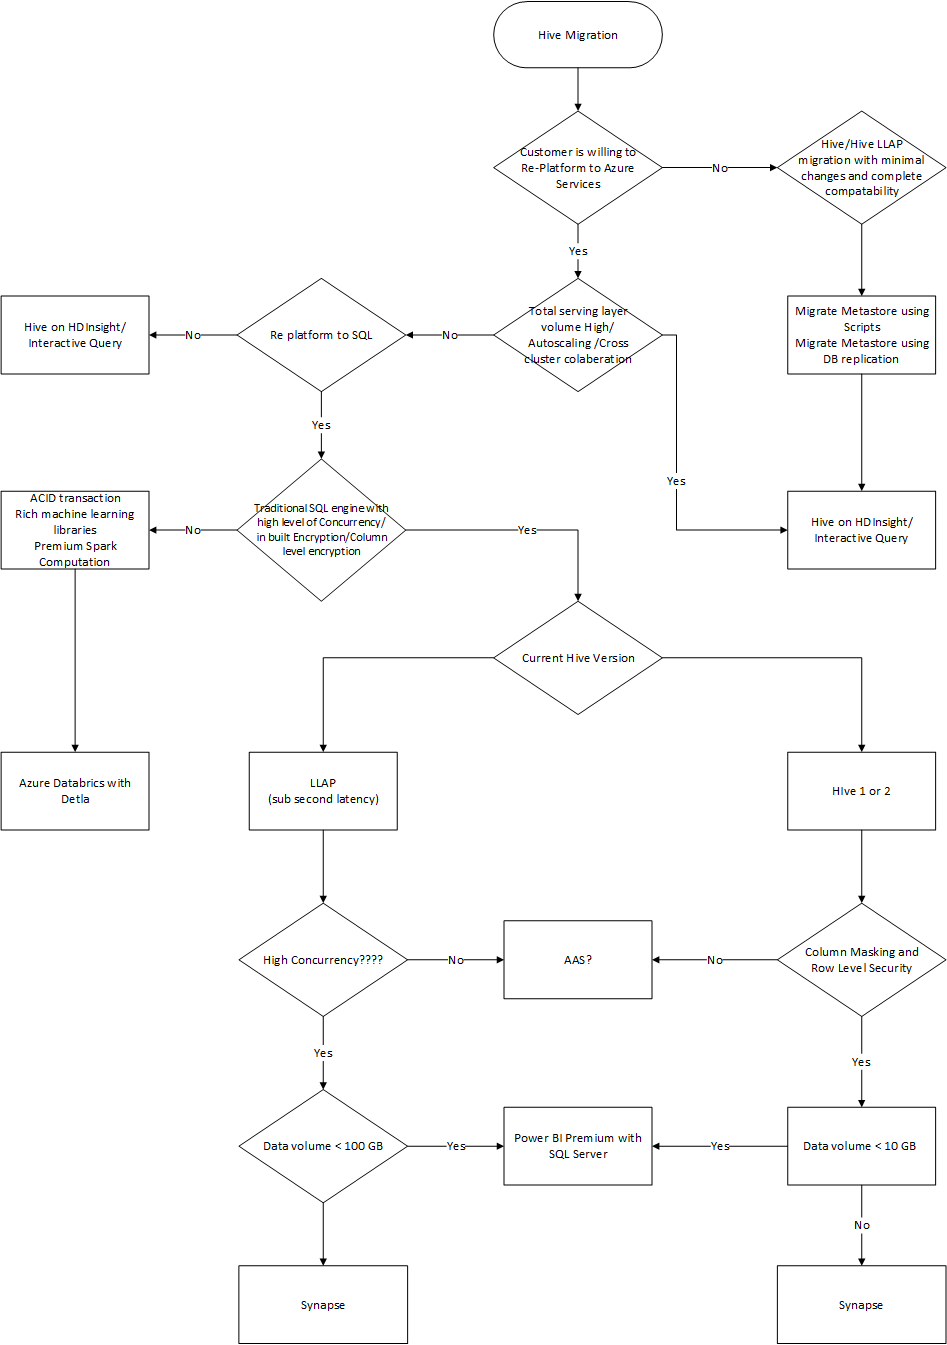 Hive Migration
Customer is willing to
Re-Platform to Azure
Services
No
Hive/Hive LLAP
migration with minimal
changes and complete
compatability
Yes
Hive on HDInsight/
Interactive Query
No
Re platform to SQL
No
Total serving layer
volume High/
Autoscaling /Cross
cluster colaberation
Migrate Metastore using
Scripts
Migrate Metastore using
DB replication
Yes
Yes
ACID transaction
Rich machine learning
libraries
Premium Spark
Computation
No
Traditional SQL engine with
high level of Concurrency/
in built Encryption/Column
level encryption
Yes
Hive on HDInsight/
Interactive Query
Current Hive Version
Azure Databrics with
Detla
LLAP
(sub second latency)
HIve 1 or 2
High Concurrency????
No
AAS?
No
Column Masking and
Row Level Security
Yes
Yes
Data volume < 100 GB
Yes
Power BI Premium with
SQL Server
Yes
Data volume < 10 GB
No
Synapse
Synapse